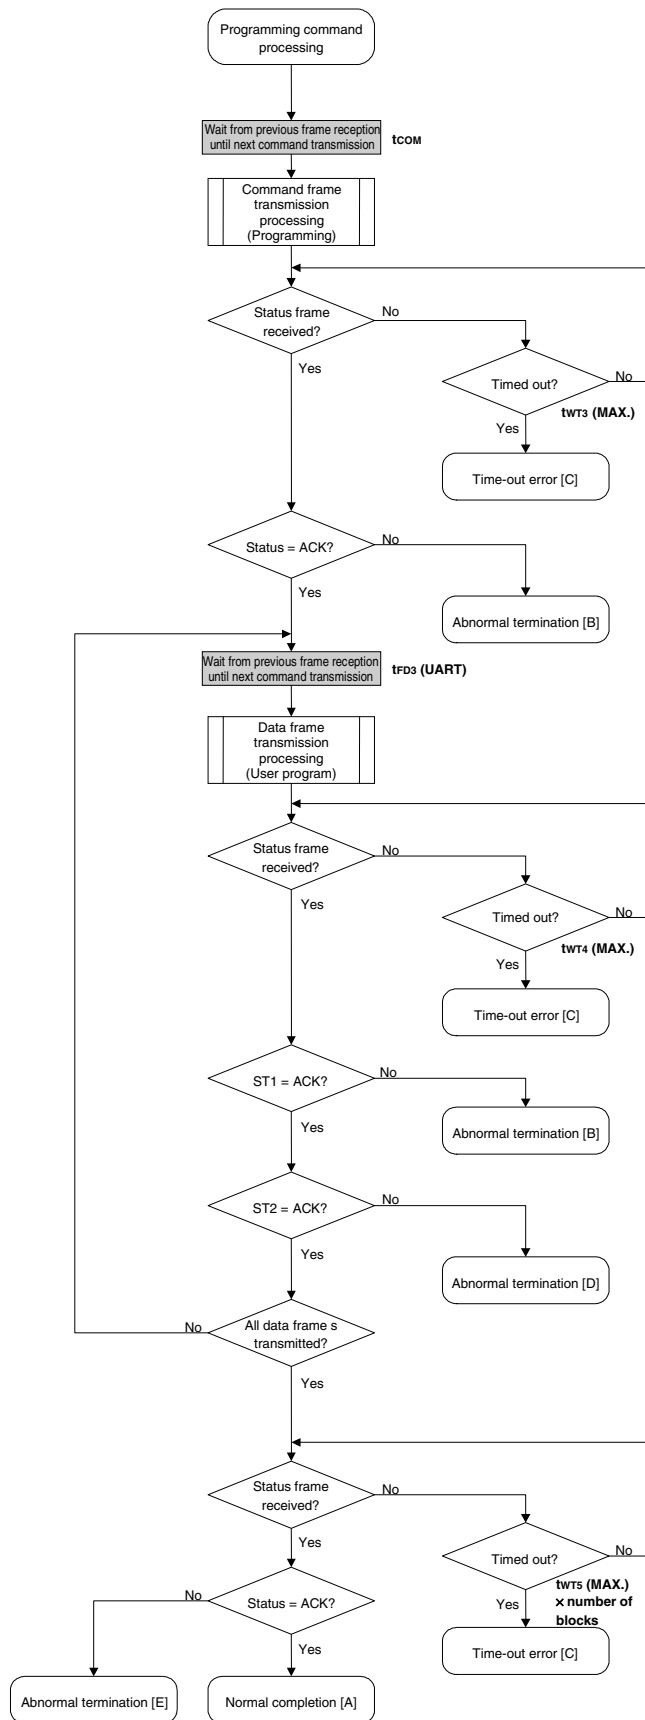 Programming command
processing
Wait from previous frame reception
until next command transmission
tCOM
Command frame
transmission
processing
(Programming)
Status frame
received?
No
Yes
Timed out?
No
tWT3 (MAX.)
Yes
Time-out error [C]
Status = ACK?
No
Yes
Abnormal termination [B]
Wait from previous frame reception
until next command transmission
tFD3 (UART)
Data frame
transmission
processing
(User program)
Status frame
received?
No
Yes
Timed out?
No
tWT4 (MAX.)
Yes
Time-out error [C]
ST1 = ACK?
No
Yes
Abnormal termination [B]
ST2 = ACK?
No
Yes
Abnormal termination [D]
All data frame s
transmitted?
No
Yes
Status frame
received?
No
Yes
Timed out?
No
tWT5 (MAX.)
× number of
blocks
Yes
Time-out error [C]
Status = ACK?
No
Yes
Abnormal termination [E]
Normal completion [A]